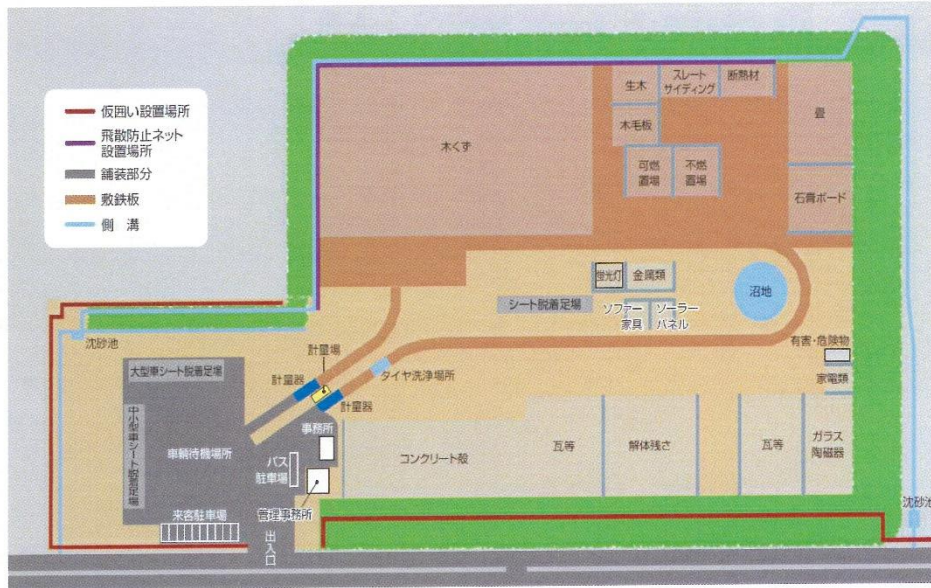 仮囲い設置場所
飛散防止ネット
設置場所
舗装部分
敷鉄板
側 溝
木くず
生木
スレート
サイディング
断熱材
畳
木毛板
可燃
置場
不燃
置場
石膏ボード
蛍光灯
金属類
シート脱着足場
ソファー
家具
ソーラー
パネル
沼地
有害・危険物
家電類
沈砂池
大型車シート脱着足場
計量場
計量器
タイヤ洗浄場所
計量器
中小型車シート脱着足場
車輌待機場所
事務所
バス
駐車場
管理事務所
来客駐車場
出入口
コンクリート殻
瓦等
解体残さ
瓦等
ガラス
陶磁器
沈砂池